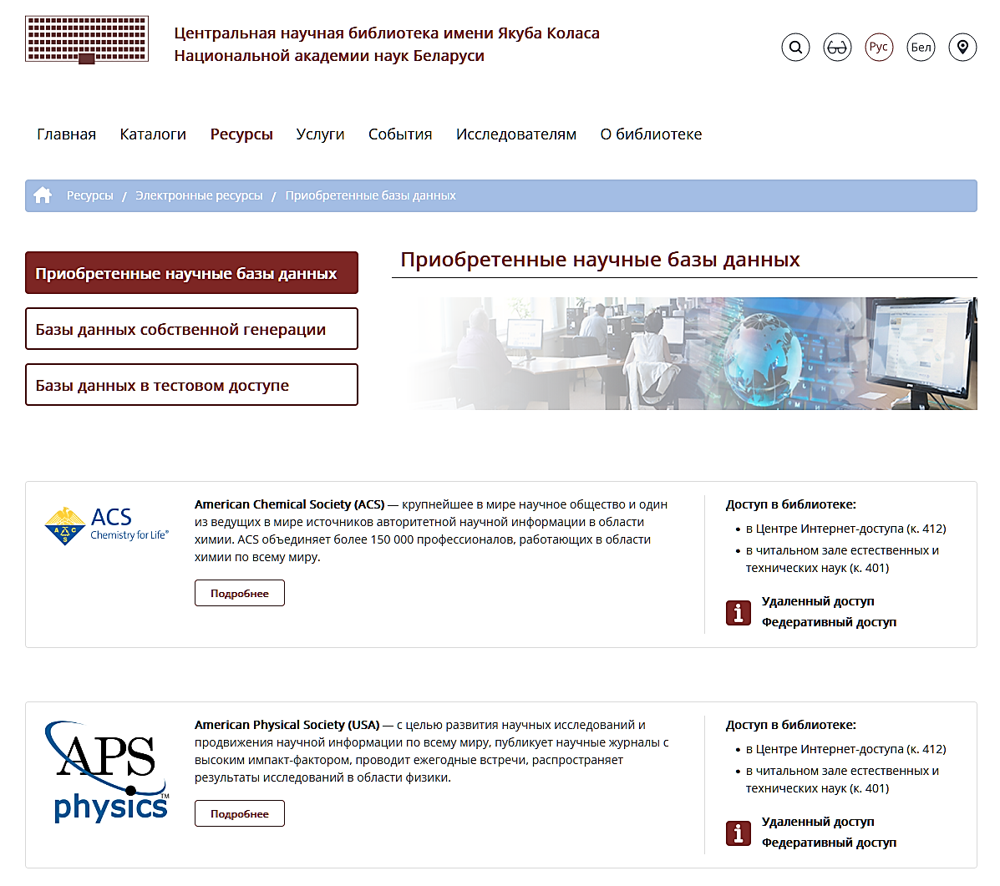 Центральная научная библиотека имени Якуба Коласа
Национальной академии наук Беларуси
Рус
Бел
Главная Каталоги Ресурсы Услуги События Исследователям О библиотеке
Ресурсы / Электронные ресурсы / Приобретенные базы данных
Приобретенные научные базы данных
Базы данных собственной генерации
Базы данных в тестовом доступе
Приобретенные научные базы данных
A C S
ACS
Chemistry for Life®
American Chemical Society (ACS) — крупнейшее в мире научное общество и один
из ведущих в мире источников авторитетной научной информации в области
химии. ACS объединяет более 150 000 профессионалов, работающих в области
химии по всему миру.
Подробнее
Доступ в библиотеке:
• в Центре Интернет-доступа (к. 412)
• в читальном зале естественных и
технических наук (к. 401)
Удаленный доступ
Федеративный доступ
APS
physics™
American Physical Society (USA) — с целью развития научных исследований и
продвижения научной информации по всему миру, публикует научные журналы с
высоким импакт-фактором, проводит ежегодные встречи, распространяет
результаты исследований в области физики.
Подробнее
Доступ в библиотеке:
• в Центре Интернет-доступа (к. 412)
• в читальном зале естественных и
технических наук (к. 401)
Удаленный доступ
Федеративный доступ